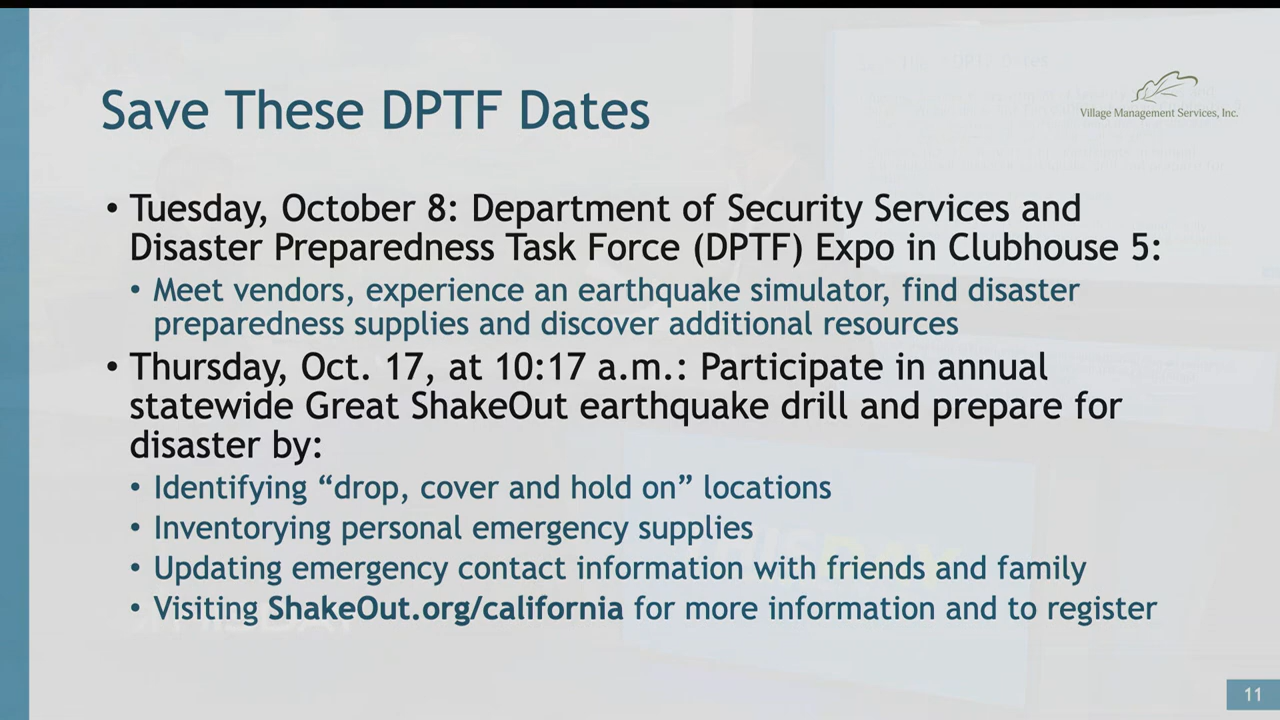 Save These DPTF Dates
Village Management Services, Inc.
• Tuesday, October 8: Department of Security Services and
Disaster Preparedness Task Force (DPTF) Expo in Clubhouse 5:
• Meet vendors, experience an earthquake simulator, find disaster
preparedness supplies and discover additional resources
• Thursday, Oct. 17, at 10:17 a.m.: Participate in annual
statewide Great ShakeOut earthquake drill and prepare for
disaster by:
• Identifying “drop, cover and hold on” locations
• Inventorying personal emergency supplies
• Updating emergency contact information with friends and family
• Visiting ShakeOut.org/california for more information and to register
11